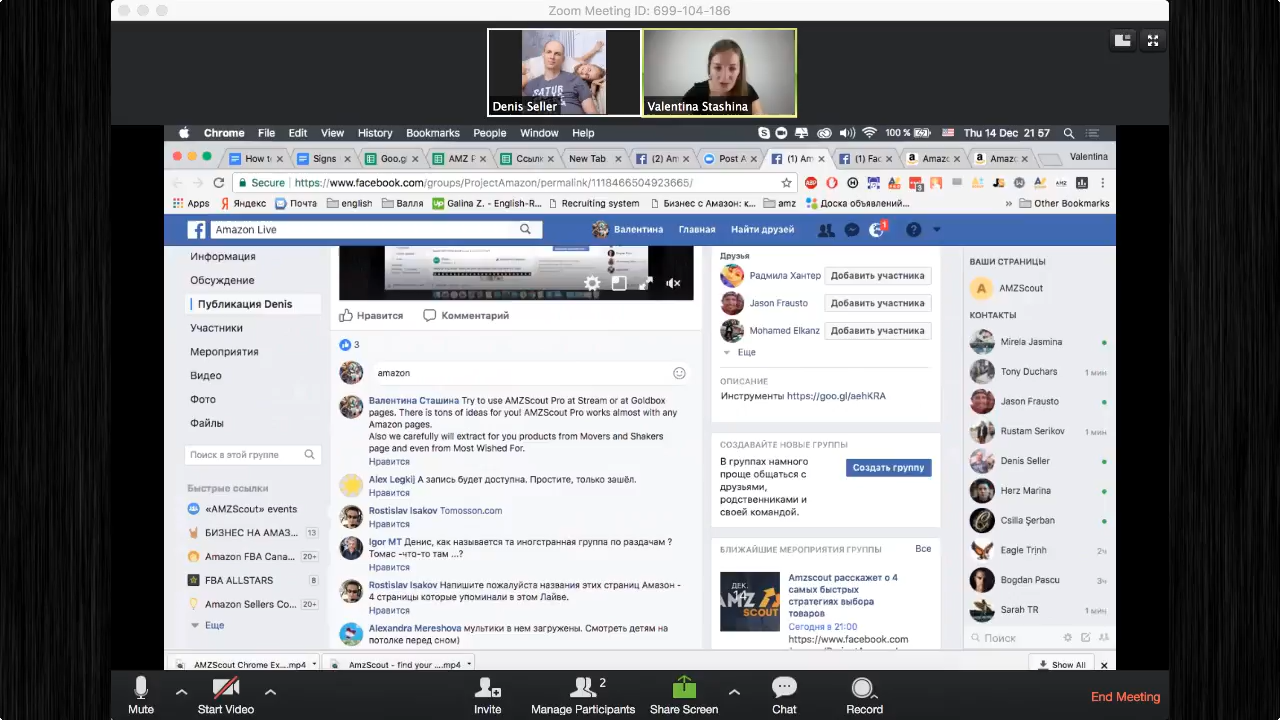 Zoom Meeting ID: 699-104-186
Denis Seller
Valentina Stashina
Chrome File Edit View History Bookmarks People Window Help
100 % Thu 14 Dec 21 57
How t Signs Goo.g AMZ Ссылк New Tab (2) Am Post A (1) Am (1) Fac Amazo Amazo Valentina
Secure https://www.facebook.com/groups/ProjectAmazon/permalink/1118466504923665/
Apps Яндекс Почта english Валля Galina Z. - English-R... Recruiting system Бизнес с Амазон: к... amz Доска объявлений... » Other Bookmarks
Amazon Live
Валентина Главная Найти друзей 1
Информация
Обсуждение
Публикация Denis
Участники
Мероприятия
Видео
Фото
Файлы
Поиск в этой группе
Быстрые ссылки
«AMZScout» events
БИЗНЕС НА АМАЗ... 13
Amazon FBA Cana... 20+
FBA ALLSTARS 8
Amazon Sellers Co... 20+
Еще
Нравится Комментарий
3
amazon
Валентина Сташина Try to use AMZScout Pro at Stream or at Goldbox
pages. There is tons of ideas for you! AMZScout Pro works almost with any
Amazon pages.
Also we carefully will extract for you products from Movers and Shakers
page and even from Most Wished For.
Нравится
Alex Legkij А запись будет доступна. Простите, только зашёл.
Нравится
Rostislav Isakov Tomosson.com
Нравится
Igor MT Денис, как называется та иногстранная группа по раздачам ?
Томас -что-то там ...?
Нравится
Rostislav Isakov Напишите пожалуйста названия этих страниц Амазон -
4 страницы которые упоминали в этом Лайве.
Нравится
Alexandra Mereshova мультики в нем загружены. Смотреть детям на
потолке перед сном)
Друзья
Радмила Хантер Добавить участника
Jason Frausto Добавить участника
Mohamed Elkanz Добавить участника
Еще
ОПИСАНИЕ
Инструменты https://goo.gl/aehKRA
СОЗДАВАЙТЕ НОВЫЕ ГРУППЫ
В группах намного
проще общаться с
друзьями,
родственниками и
своей командой.
Создать группу
БЛИЖАЙШИЕ МЕРОПРИЯТИЯ ГРУППЫ Все
ДЕК.
14
AMZ
SCOUT
Amzscout расскажет о 4
самых быстрых
стратегиях выбора
товаров
Сегодня в 21:00
https://www.facebook.com
ВАШИ СТРАНИЦЫ
A AMZScout
КОНТАКТЫ
Mirela Jasmina
Tony Duchars 1 мин
Jason Frausto
Rustam Serikov 1 мин
Denis Seller
Herz Marina
Csilla Şerban
Eagle Trịnh 2ч
Bogdan Pascu 3ч
Sarah TR 1 мин
Поиск
AMZScout Chrome Ex....mp4 AmzScout - find your ....mp4 Show All
Mute Start Video Invite Manage Participants 2 Share Screen Chat Record End Meeting